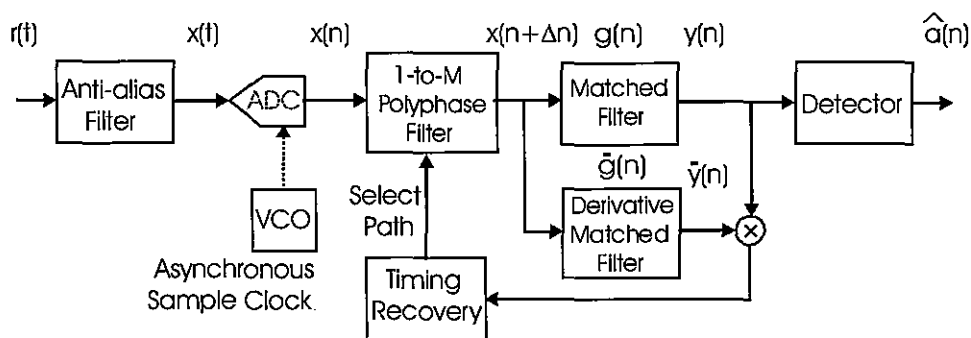 r(t) x(t) x(n) x(n+Δn) g(n) y(n) â(n)
Anti-alias
Filter
ADC
1-to-M
Polyphase
Filter
Matched
Filter
Detector
VCO
Asynchronous
Sample Clock
Select
Path
g̈(n) ÿ(n)
Derivative
Matched
Filter
×
Timing
Recovery